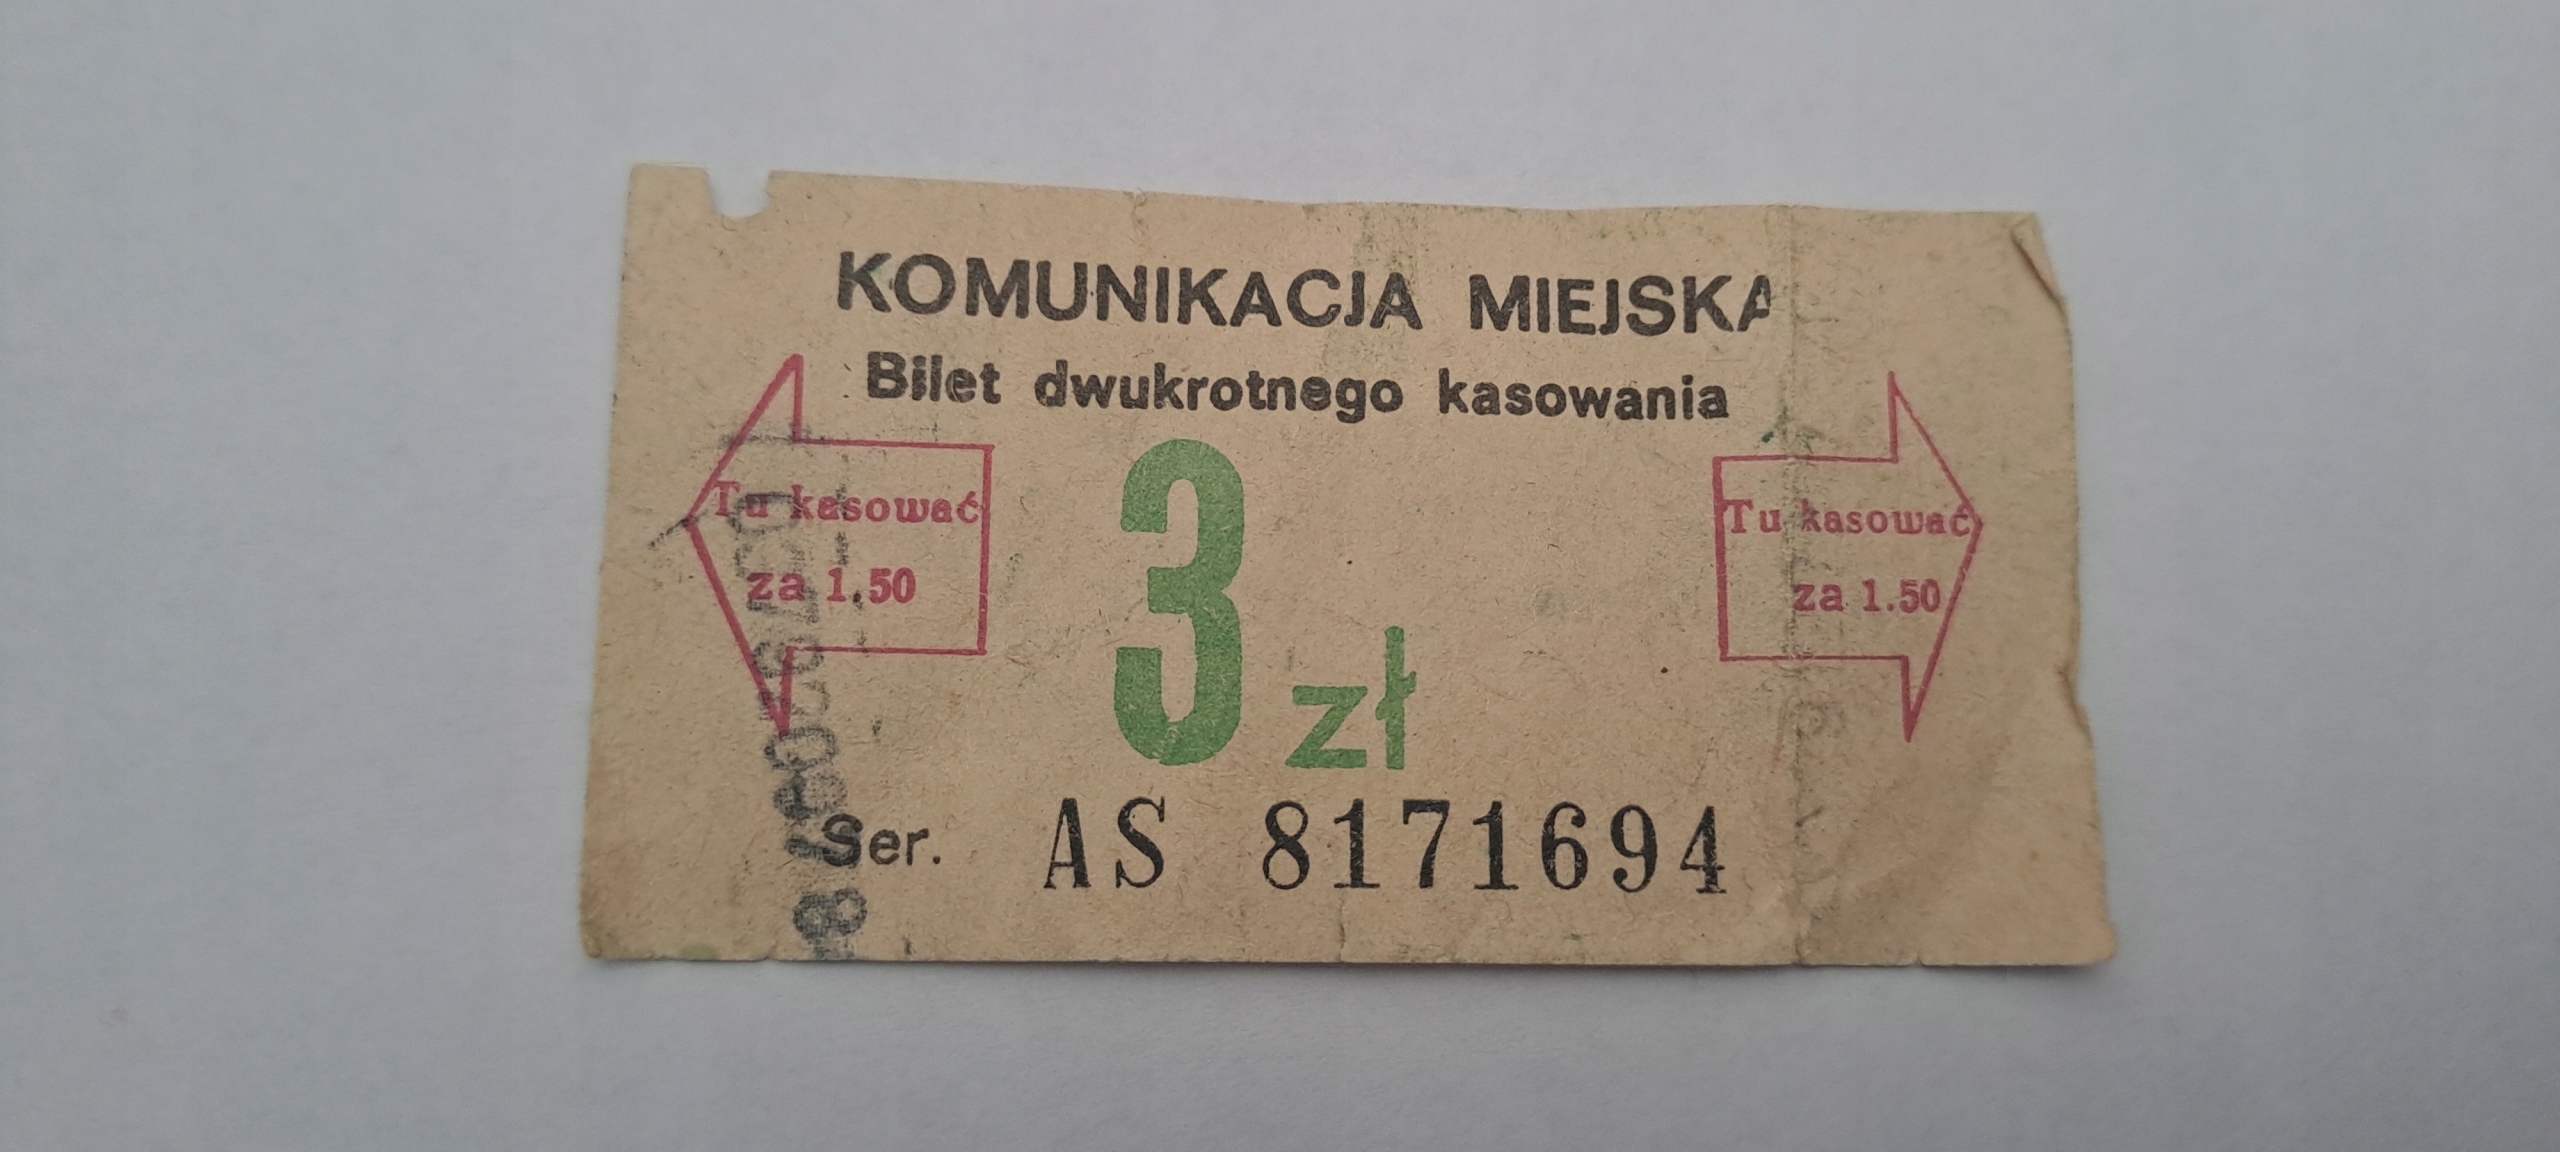 KOMUNIKACJA MIEJSKA
Bilet dwukrotnego kasowania
Tu kasować
za 1.50
3 zł
Tu kasować
za 1.50
Ser. AS 8171694